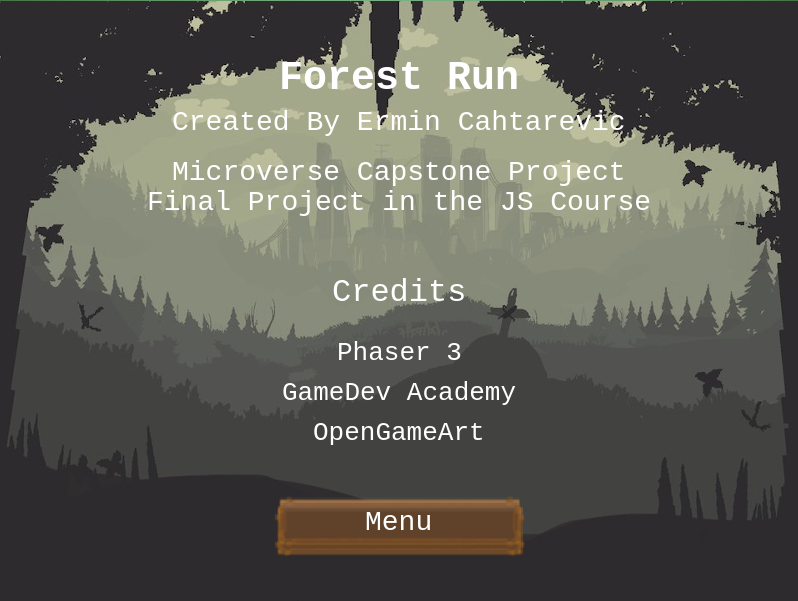 Forest Run
Created By Ermin Cahtarevic
Microverse Capstone Project
Final Project in the JS Course
Credits
Phaser 3
GameDev Academy
OpenGameArt
Menu